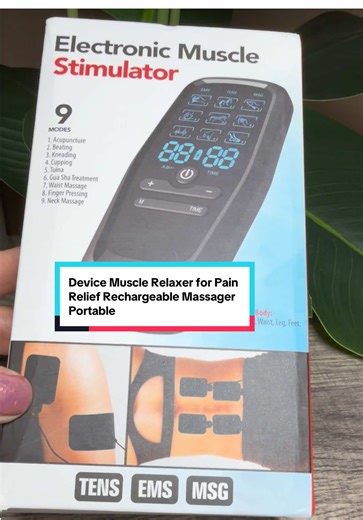 Electronic Muscle
Stimulator
9
MODES
1. Acupuncture
2. Beating
3. Kneading
4. Cupping
5. Tuina
6. Gua Sha Treatment
7. Waist Massage
8. Finger Pressing
9. Neck Massage
88:88
TIME
+
−
TIME
Device Muscle Relaxer for Pain
Relief Rechargeable Massager
Portable
Body:
Waist, Leg, Feet
TENS EMS MSG